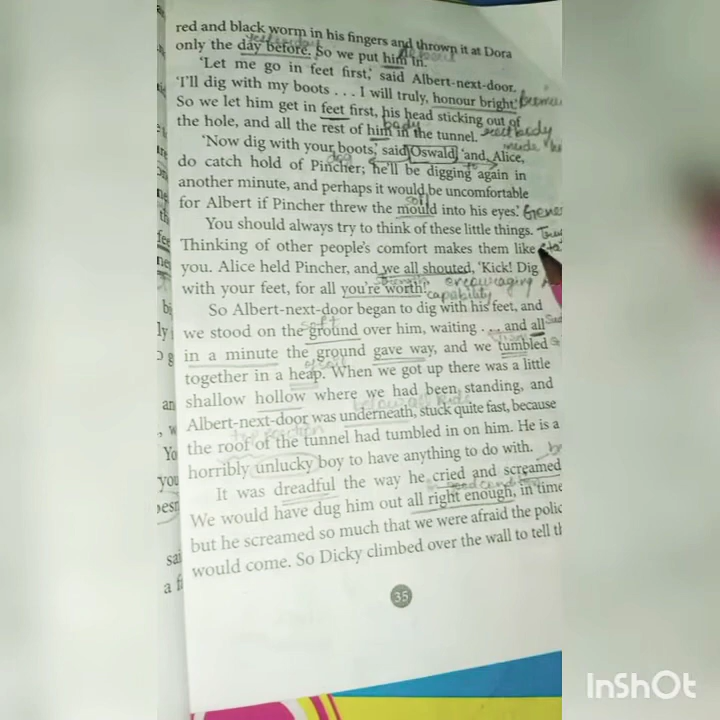 red and black worm in his fingers and thrown it at Dora
yesterday
only the day before. So we put him in.
'Let me go in feet first,' said Albert-next-door.
'I'll dig with my boots . . . I will truly, honour bright.'
So we let him get in feet first, his head sticking out of
body
the hole, and all the rest of him in the tunnel.
'Now dig with your boots,' said Oswald, 'and, Alice,
dog
do catch hold of Pincher; he'll be digging again in
another minute, and perhaps it would be uncomfortable
soil
for Albert if Pincher threw the mould into his eyes.'
You should always try to think of these little things.
Thinking of other people's comfort makes them like
you. Alice held Pincher, and we all shouted, 'Kick! Dig
strength encouraging
with your feet, for all you're worth!'
capability
So Albert-next-door began to dig with his feet, and
soft
we stood on the ground over him, waiting . . . and all
in a minute the ground gave way, and we tumbled
together in a heap. When we got up there was a little
shallow hollow where we had been standing, and
Albert-next-door was underneath, stuck quite fast, because
the roof of the tunnel had tumbled in on him. He is a
horribly unlucky boy to have anything to do with.
It was dreadful the way he cried and screamed
We would have dug him out all right enough, in time
but he screamed so much that we were afraid the polic
would come. So Dicky climbed over the wall to tell th
35
InShOt